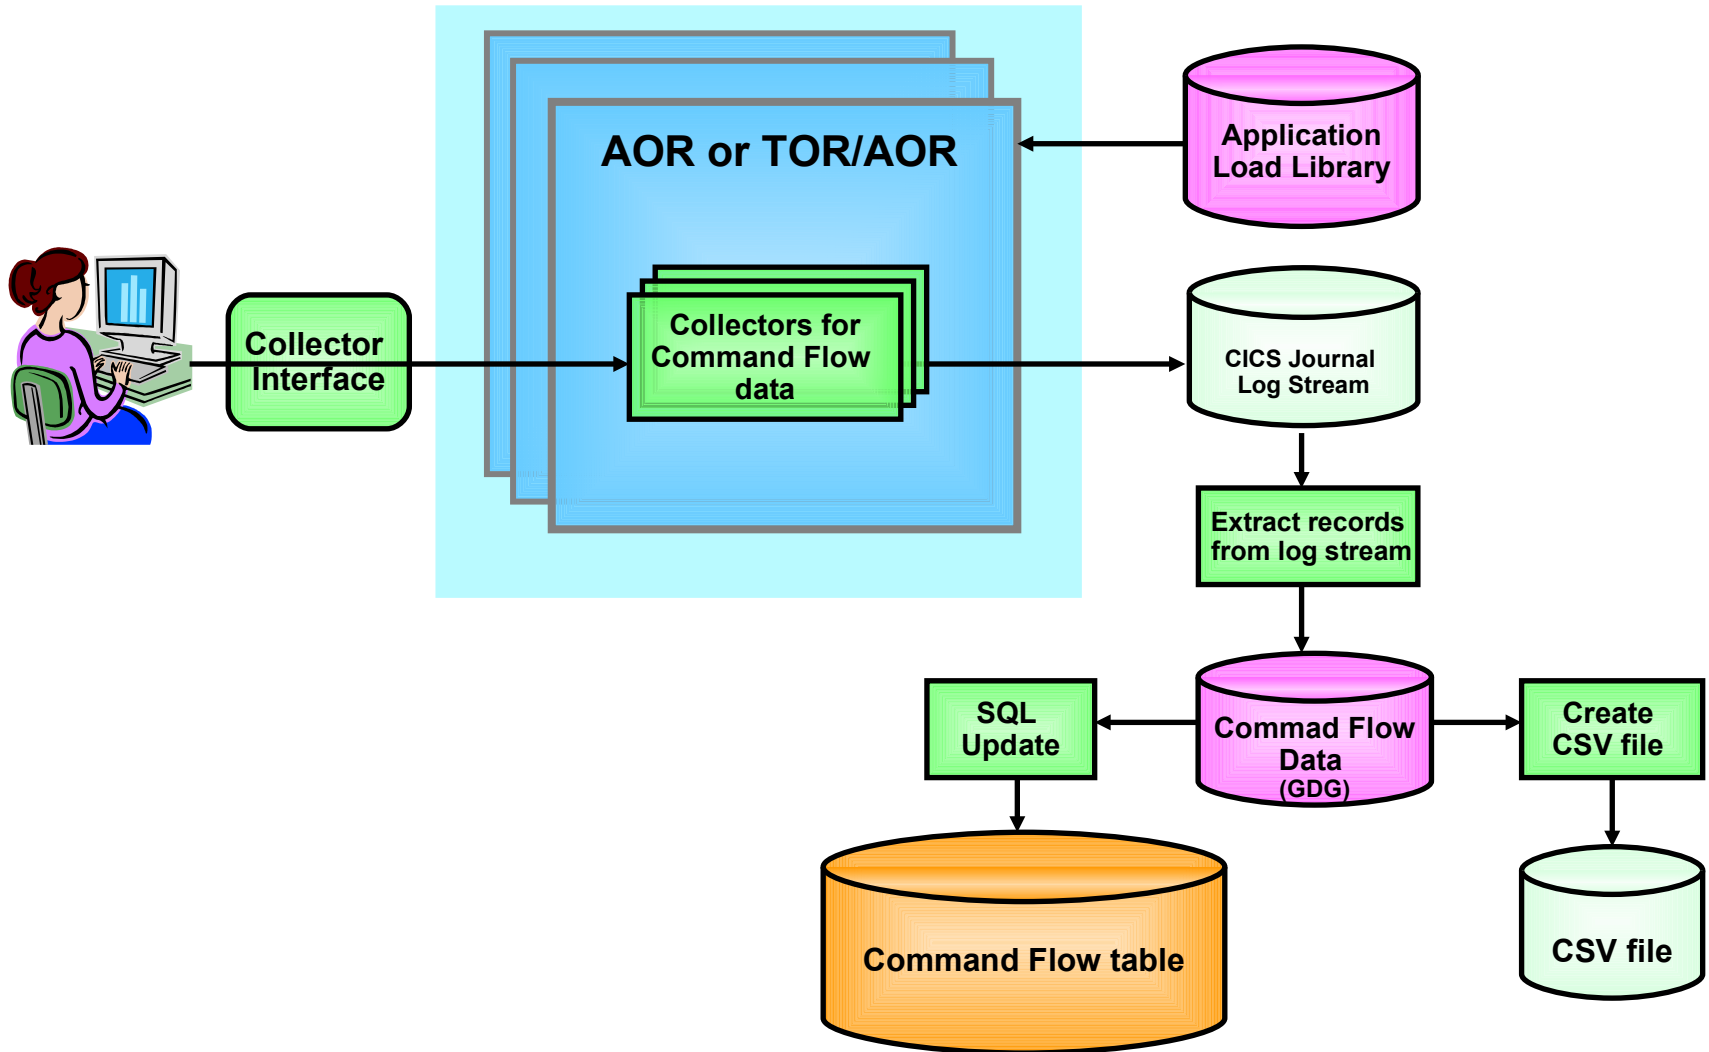 AOR or TOR/AOR
Application
Load Library
Collector
Interface
Collectors for
Command Flow
data
CICS Journal
Log Stream
Extract records
from log stream
SQL
Update
Commad Flow
Data
(GDG)
Create
CSV file
Command Flow table
CSV file